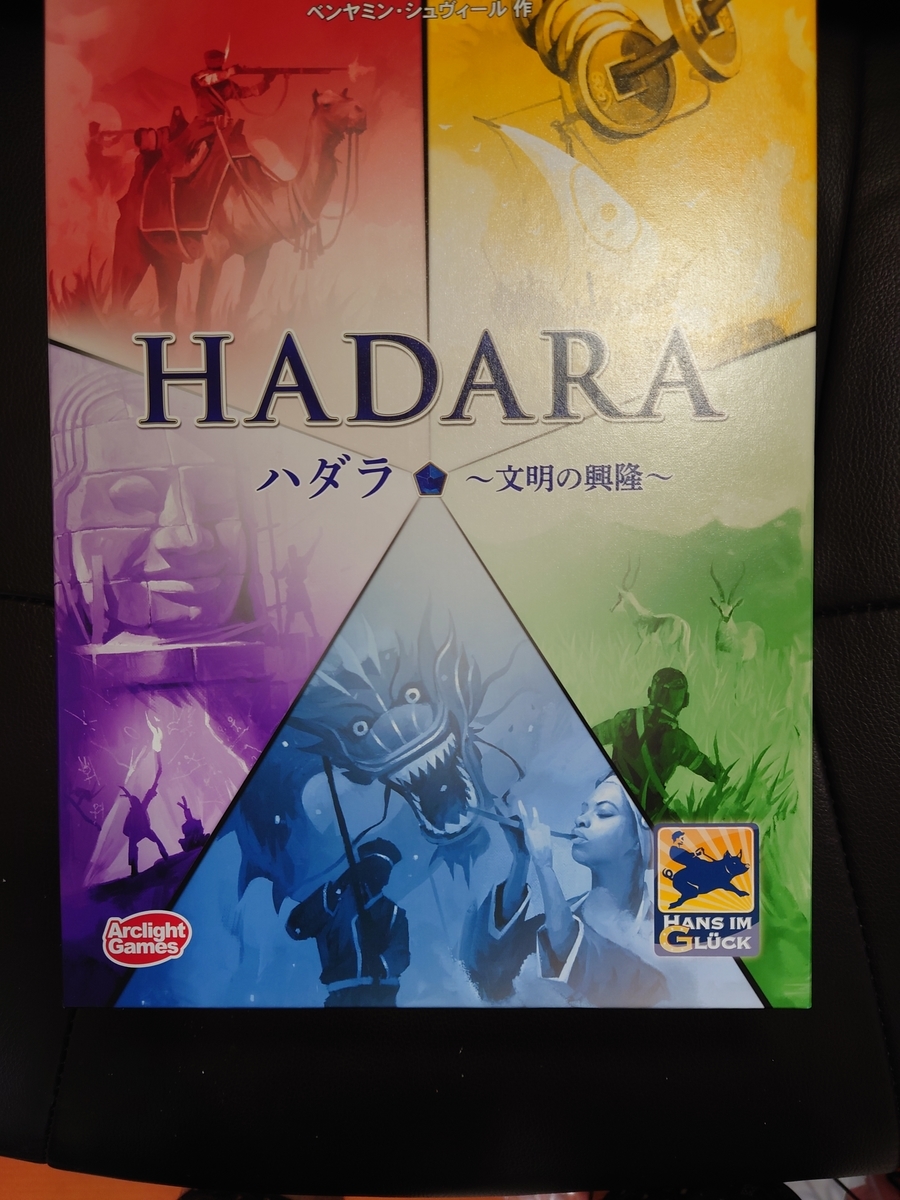 ベンヤミン・シュヴィール 作
HADARA
ハダラ ～文明の興隆～
Arclight
Games
HANS IM
GLÜCK